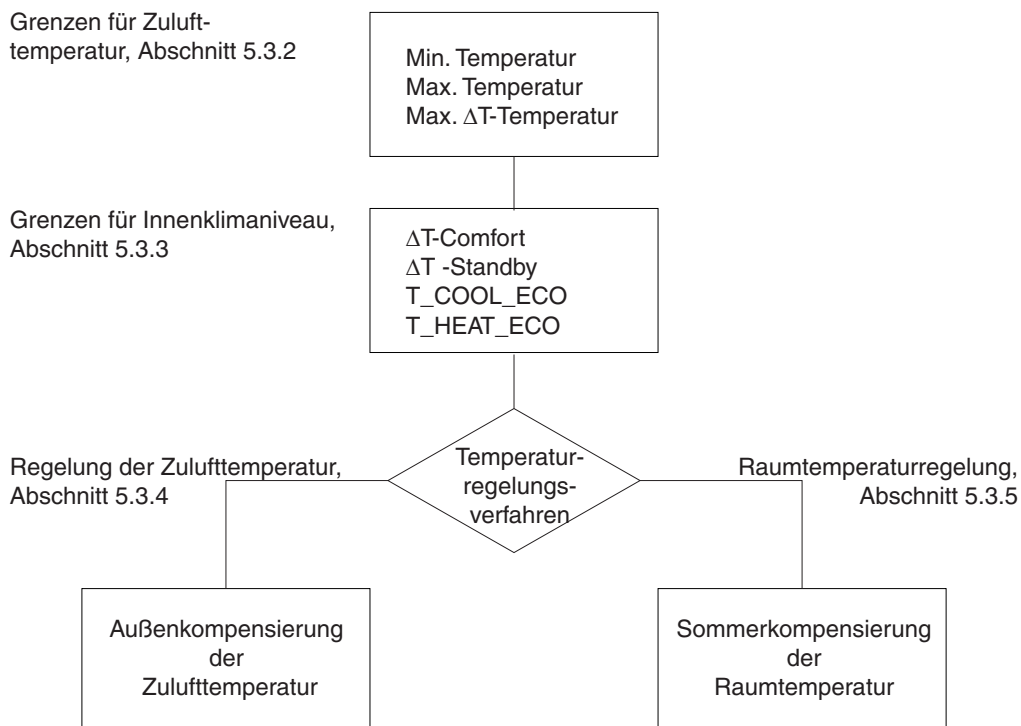 Grenzen für Zuluft-
temperatur, Abschnitt 5.3.2
Min. Temperatur
Max. Temperatur
Max. ΔT-Temperatur
Grenzen für Innenklimaniveau,
Abschnitt 5.3.3
ΔT-Comfort
ΔT -Standby
T_COOL_ECO
T_HEAT_ECO
Temperatur-
regelungs-
verfahren
Regelung der Zulufttemperatur,
Abschnitt 5.3.4
Raumtemperaturregelung,
Abschnitt 5.3.5
Außenkompensierung
der
Zulufttemperatur
Sommerkompensierung
der
Raumtemperatur